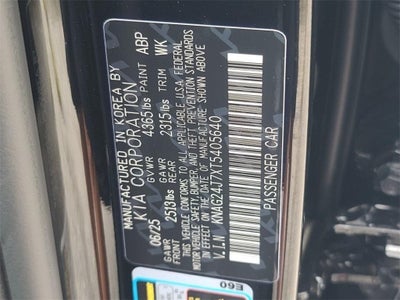 MANUFACTURED IN KOREA BY
KIA CORPORATION
06/25 GVWR 4365lbs PAINT ABP
GAWR FRONT 2513lbs GAWR REAR 2315lbs TRIM WK
THIS VEHICLE CONFORMS TO ALL APPLICABLE U.S.A. FEDERAL
MOTOR VEHICLE SAFETY, BUMPER, AND THEFT PREVENTION STANDARDS
IN EFFECT ON THE DATE OF MANUFACTURE SHOWN ABOVE
V.I.N: KNAG24J7XT5405640
PASSENGER CAR
E60